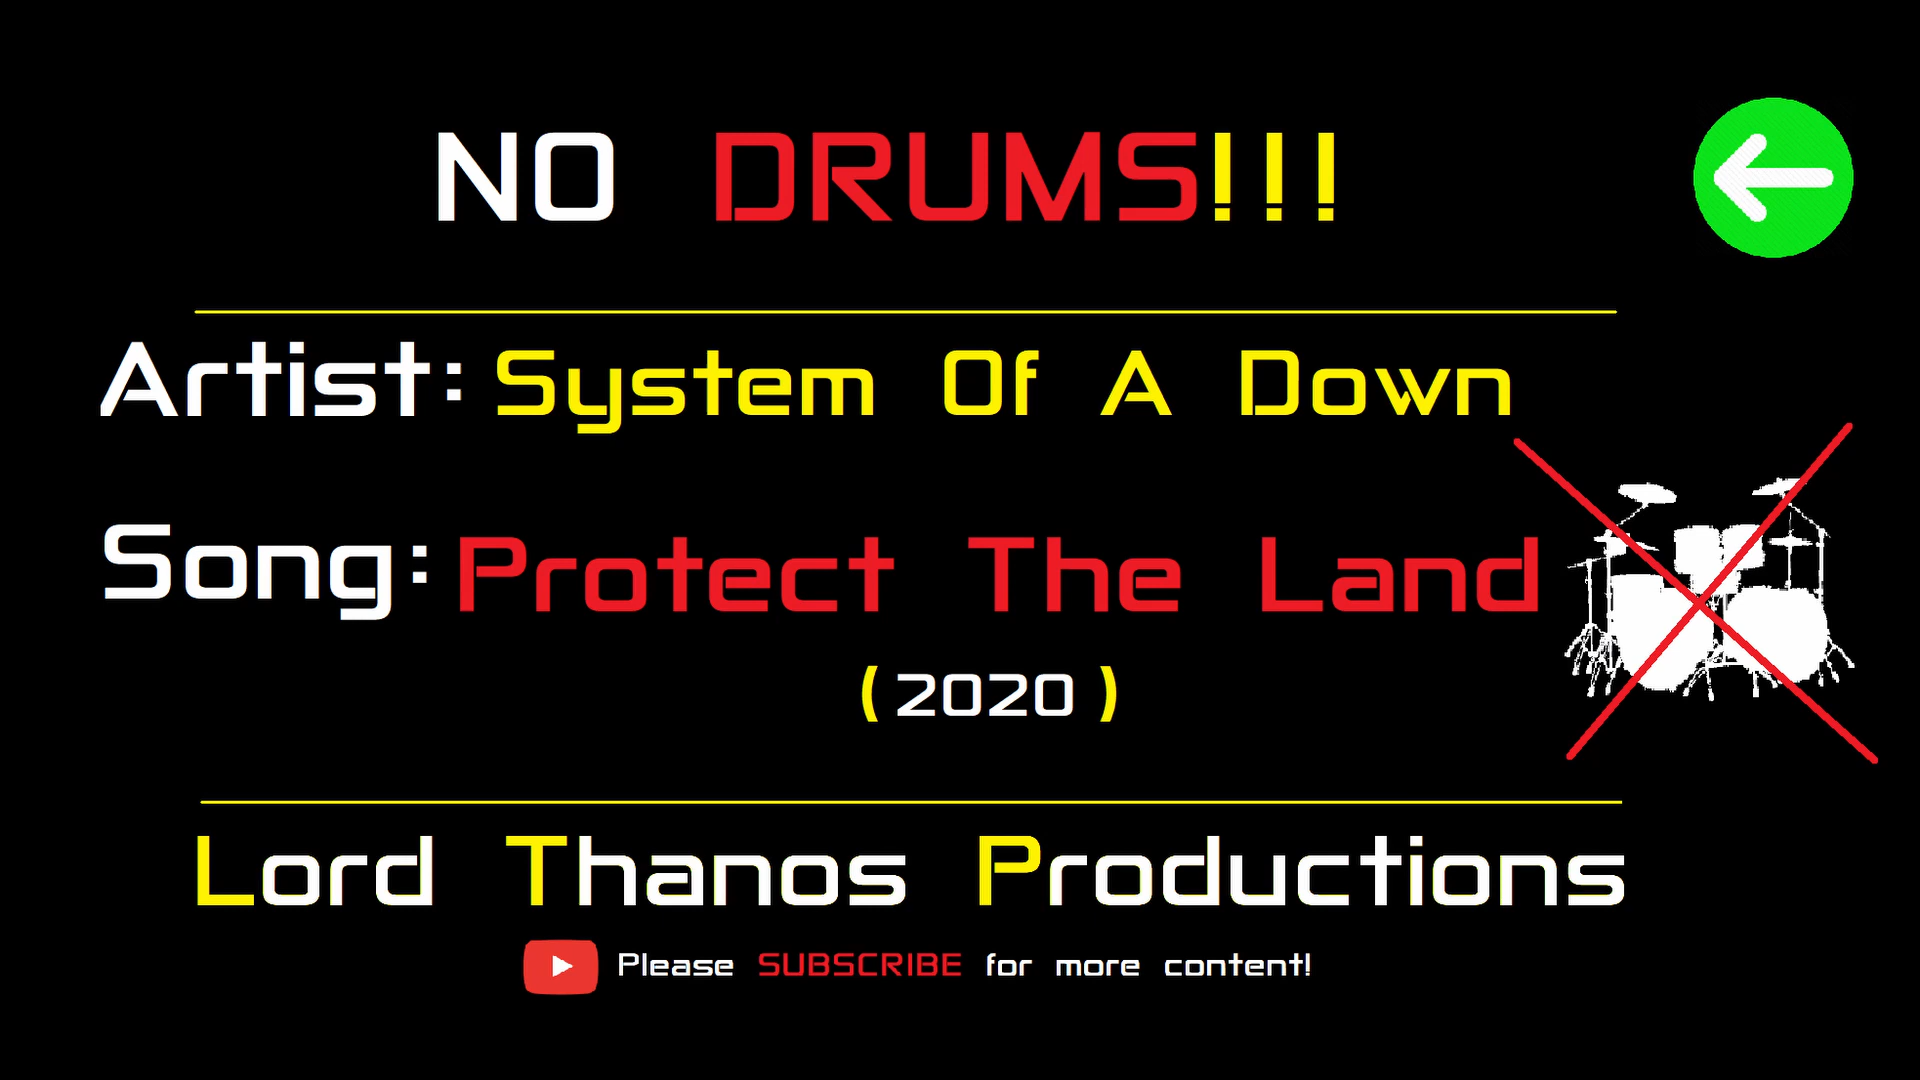 NO DRUMS!!!
Artist: System Of A Down
Song: Protect The Land
(2020)
Lord Thanos Productions
Please SUBSCRIBE for more content!